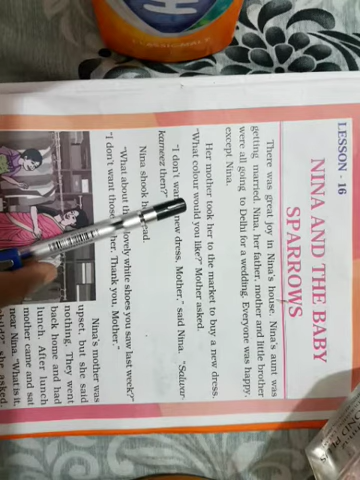 LESSON - 16
NINA AND THE BABY
SPARROWS
There was great joy in Nina's house. Nina's aunt was
getting married. Nina, her father, mother and little brother
were all going to Delhi for a wedding. Everyone was happy,
except Nina.
Her mother took her to the market to buy a new dress.
"What colour would you like?" Mother asked.
"I don't want new dress, Mother," said Nina. "Salwar-
kameez then?"
Nina shook head.
"What about lovely white shoes you saw last week?"
"I don't want Thank you, Mother."
Nina's mother was
upset, but she said
nothing. They went
back home and had
lunch. After lunch
mother came and sat
near Nina. "What is it,
she asked